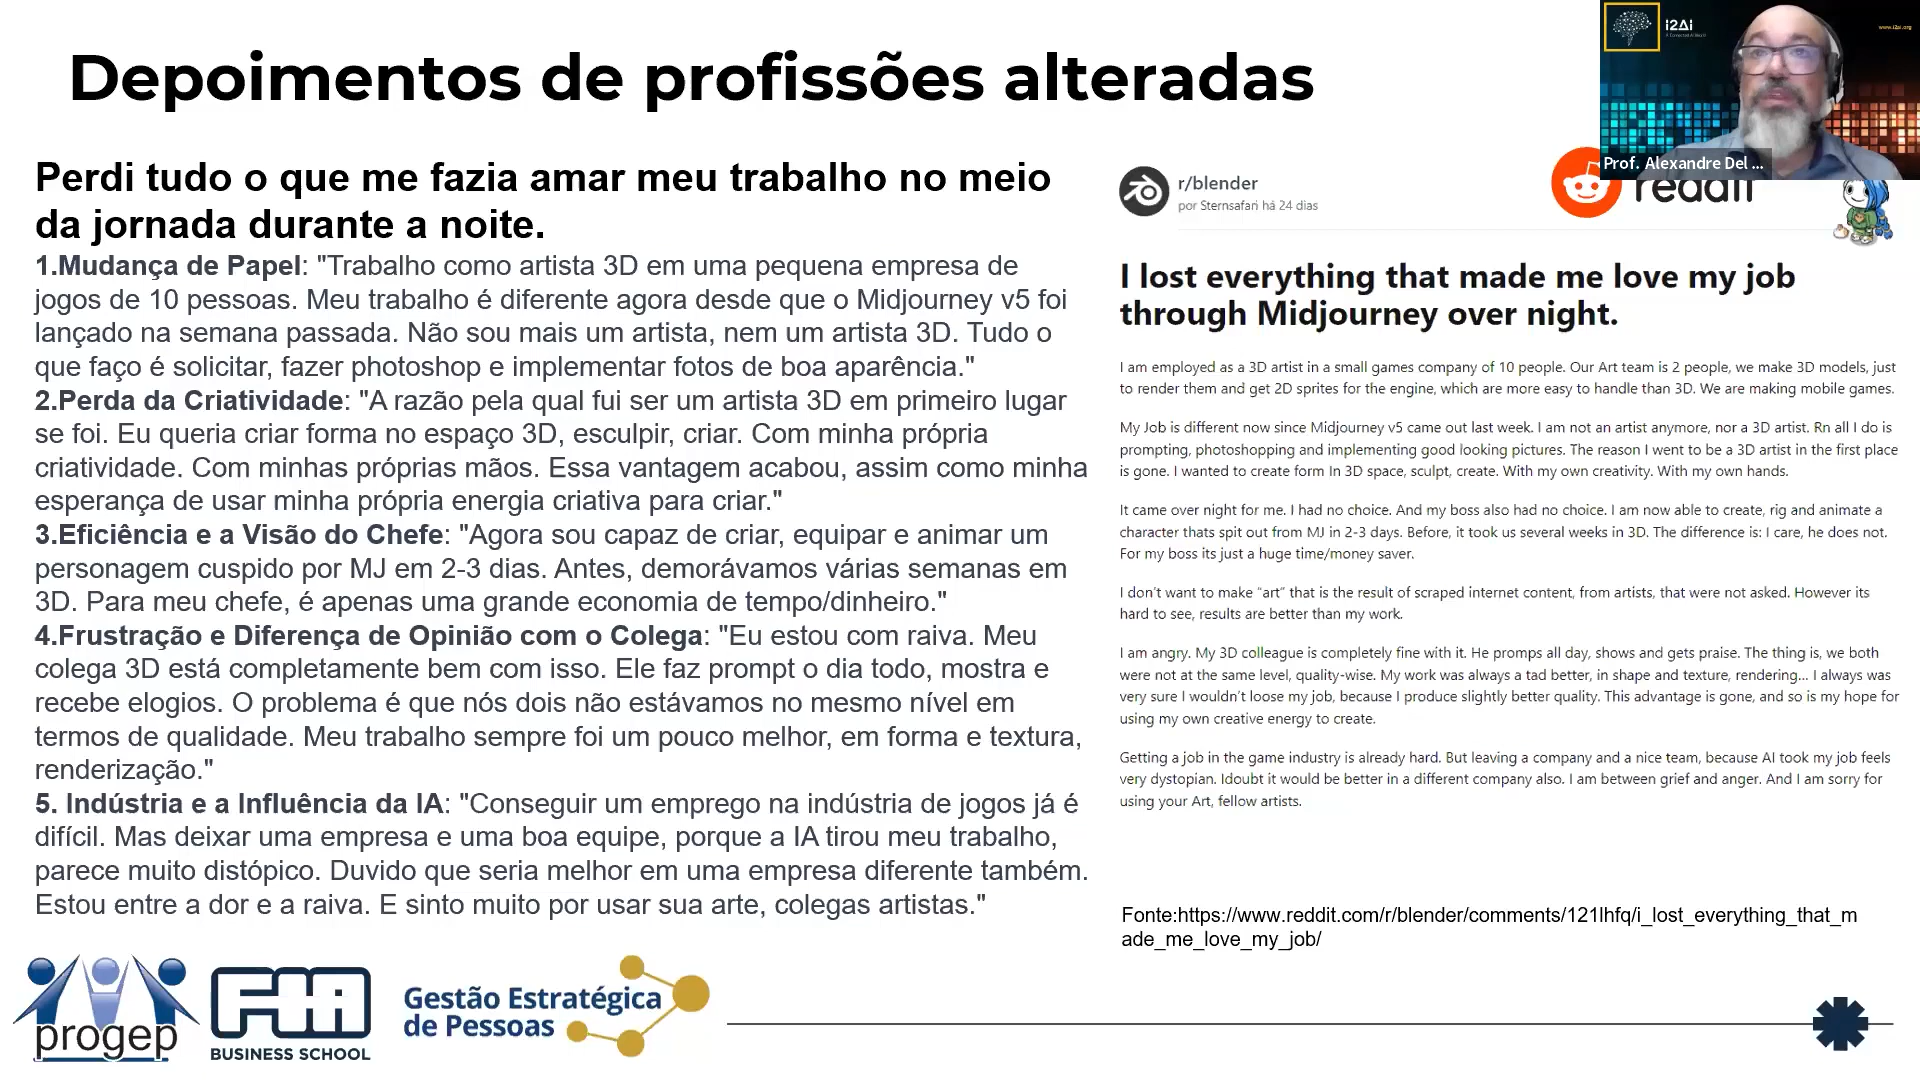 Depoimentos de profissões alteradas
Perdi tudo o que me fazia amar meu trabalho no meio
da jornada durante a noite.
1.Mudança de Papel: "Trabalho como artista 3D em uma pequena empresa de
jogos de 10 pessoas. Meu trabalho é diferente agora desde que o Midjourney v5 foi
lançado na semana passada. Não sou mais um artista, nem um artista 3D. Tudo o
que faço é solicitar, fazer photoshop e implementar fotos de boa aparência."
2.Perda da Criatividade: "A razão pela qual fui ser um artista 3D em primeiro lugar
se foi. Eu queria criar forma no espaço 3D, esculpir, criar. Com minha própria
criatividade. Com minhas próprias mãos. Essa vantagem acabou, assim como minha
esperança de usar minha própria energia criativa para criar."
3.Eficiência e a Visão do Chefe: "Agora sou capaz de criar, equipar e animar um
personagem cuspido por MJ em 2-3 dias. Antes, demorávamos várias semanas em
3D. Para meu chefe, é apenas uma grande economia de tempo/dinheiro."
4.Frustração e Diferença de Opinião com o Colega: "Eu estou com raiva. Meu
colega 3D está completamente bem com isso. Ele faz prompt o dia todo, mostra e
recebe elogios. O problema é que nós dois não estávamos no mesmo nível em
termos de qualidade. Meu trabalho sempre foi um pouco melhor, em forma e textura,
renderização."
5. Indústria e a Influência da IA: "Conseguir um emprego na indústria de jogos já é
difícil. Mas deixar uma empresa e uma boa equipe, porque a IA tirou meu trabalho,
parece muito distópico. Duvido que seria melhor em uma empresa diferente também.
Estou entre a dor e a raiva. E sinto muito por usar sua arte, colegas artistas."
i2Ai
www.i2ai.org
Prof. Alexandre Del ...
r/blender
por Sternsafari há 24 dias
reddit
I lost everything that made me love my job
through Midjourney over night.
I am employed as a 3D artist in a small games company of 10 people. Our Art team is 2 people, we make 3D models, just
to render them and get 2D sprites for the engine, which are more easy to handle than 3D. We are making mobile games.
My Job is different now since Midjourney v5 came out last week. I am not an artist anymore, nor a 3D artist. Rn all I do is
prompting, photoshopping and implementing good looking pictures. The reason I went to be a 3D artist in the first place
is gone. I wanted to create form In 3D space, sculpt, create. With my own creativity. With my own hands.
It came over night for me. I had no choice. And my boss also had no choice. I am now able to create, rig and animate a
character thats spit out from MJ in 2-3 days. Before, it took us several weeks in 3D. The difference is: I care, he does not.
For my boss its just a huge time/money saver.
I don't want to make “art” that is the result of scraped internet content, from artists, that were not asked. However its
hard to see, results are better than my work.
I am angry. My 3D colleague is completely fine with it. He promps all day, shows and gets praise. The thing is, we both
were not at the same level, quality-wise. My work was always a tad better, in shape and texture, rendering... I always was
very sure I wouldn't loose my job, because I produce slightly better quality. This advantage is gone, and so is my hope for
using my own creative energy to create.
Getting a job in the game industry is already hard. But leaving a company and a nice team, because AI took my job feels
very dystopian. Idoubt it would be better in a different company also. I am between grief and anger. And I am sorry for
using your Art, fellow artists.
Fonte:https://www.reddit.com/r/blender/comments/121lhfq/i_lost_everything_that_m
ade_me_love_my_job/
progep
FIA
BUSINESS SCHOOL
Gestão Estratégica
de Pessoas